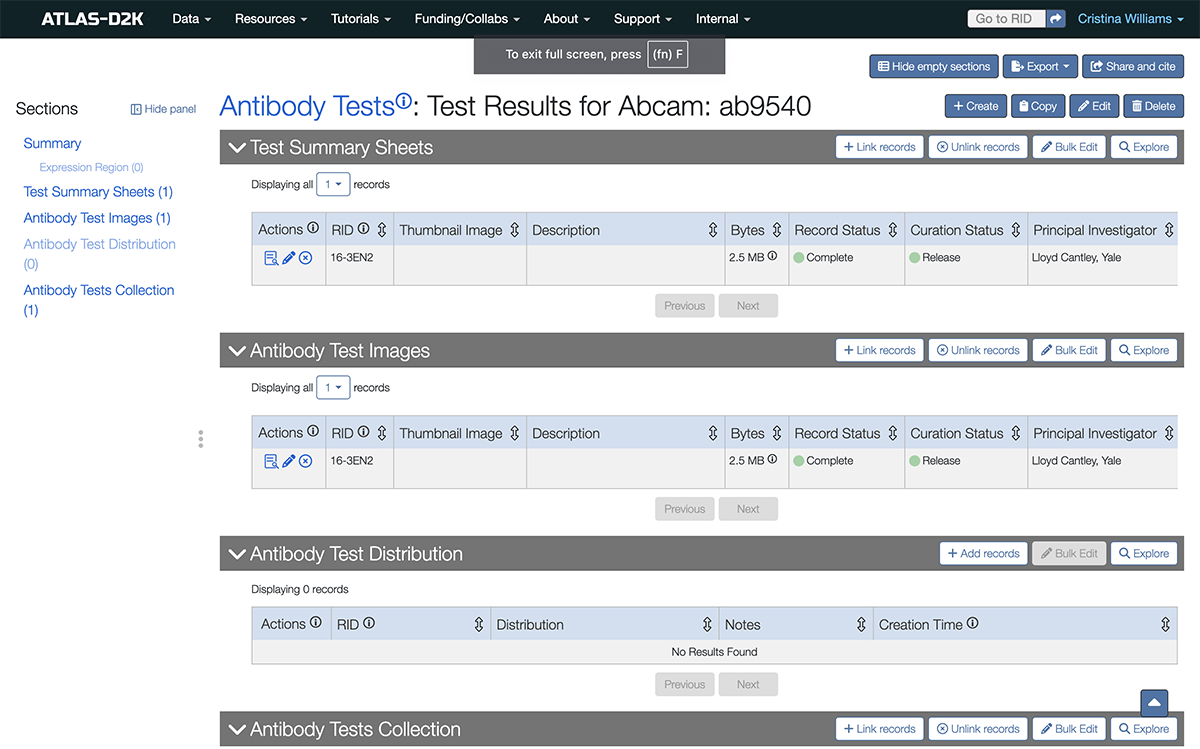 ATLAS-D2K Data Resources Tutorials Funding/Collabs About Support Internal Go to RID Cristina Williams
To exit full screen, press (fn) F
Hide empty sections Export Share and cite
Sections Hide panel
Antibody Tests: Test Results for Abcam: ab9540
Create Copy Edit Delete
Summary
Expression Region (0)
Test Summary Sheets (1)
Antibody Test Images (1)
Antibody Test Distribution
(0)
Antibody Tests Collection
(1)
Test Summary Sheets + Link records Unlink records Bulk Edit Explore
Displaying all 1 records
Actions RID Thumbnail Image Description Bytes Record Status Curation Status Principal Investigator
16-3EN2 2.5 MB Complete Release Lloyd Cantley, Yale
Previous Next
Antibody Test Images + Link records Unlink records Bulk Edit Explore
Displaying all 1 records
Actions RID Thumbnail Image Description Bytes Record Status Curation Status Principal Investigator
16-3EN2 2.5 MB Complete Release Lloyd Cantley, Yale
Previous Next
Antibody Test Distribution + Add records Bulk Edit Explore
Displaying 0 records
Actions RID Distribution Notes Creation Time
No Results Found
Previous Next
Antibody Tests Collection + Link records Unlink records Bulk Edit Explore